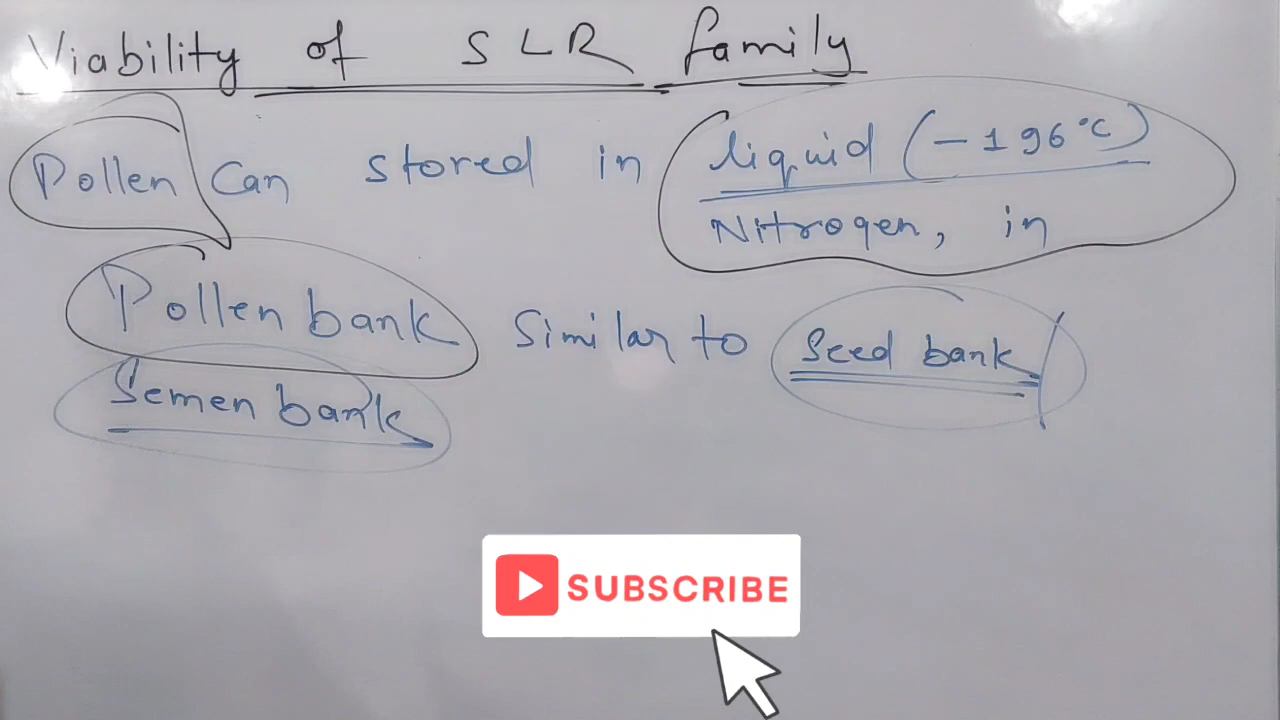 Viability of SLR family
Pollen can stored in liquid (-196°C)
Nitrogen, in
Pollen bank similar to seed bank
Semen bank
SUBSCRIBE